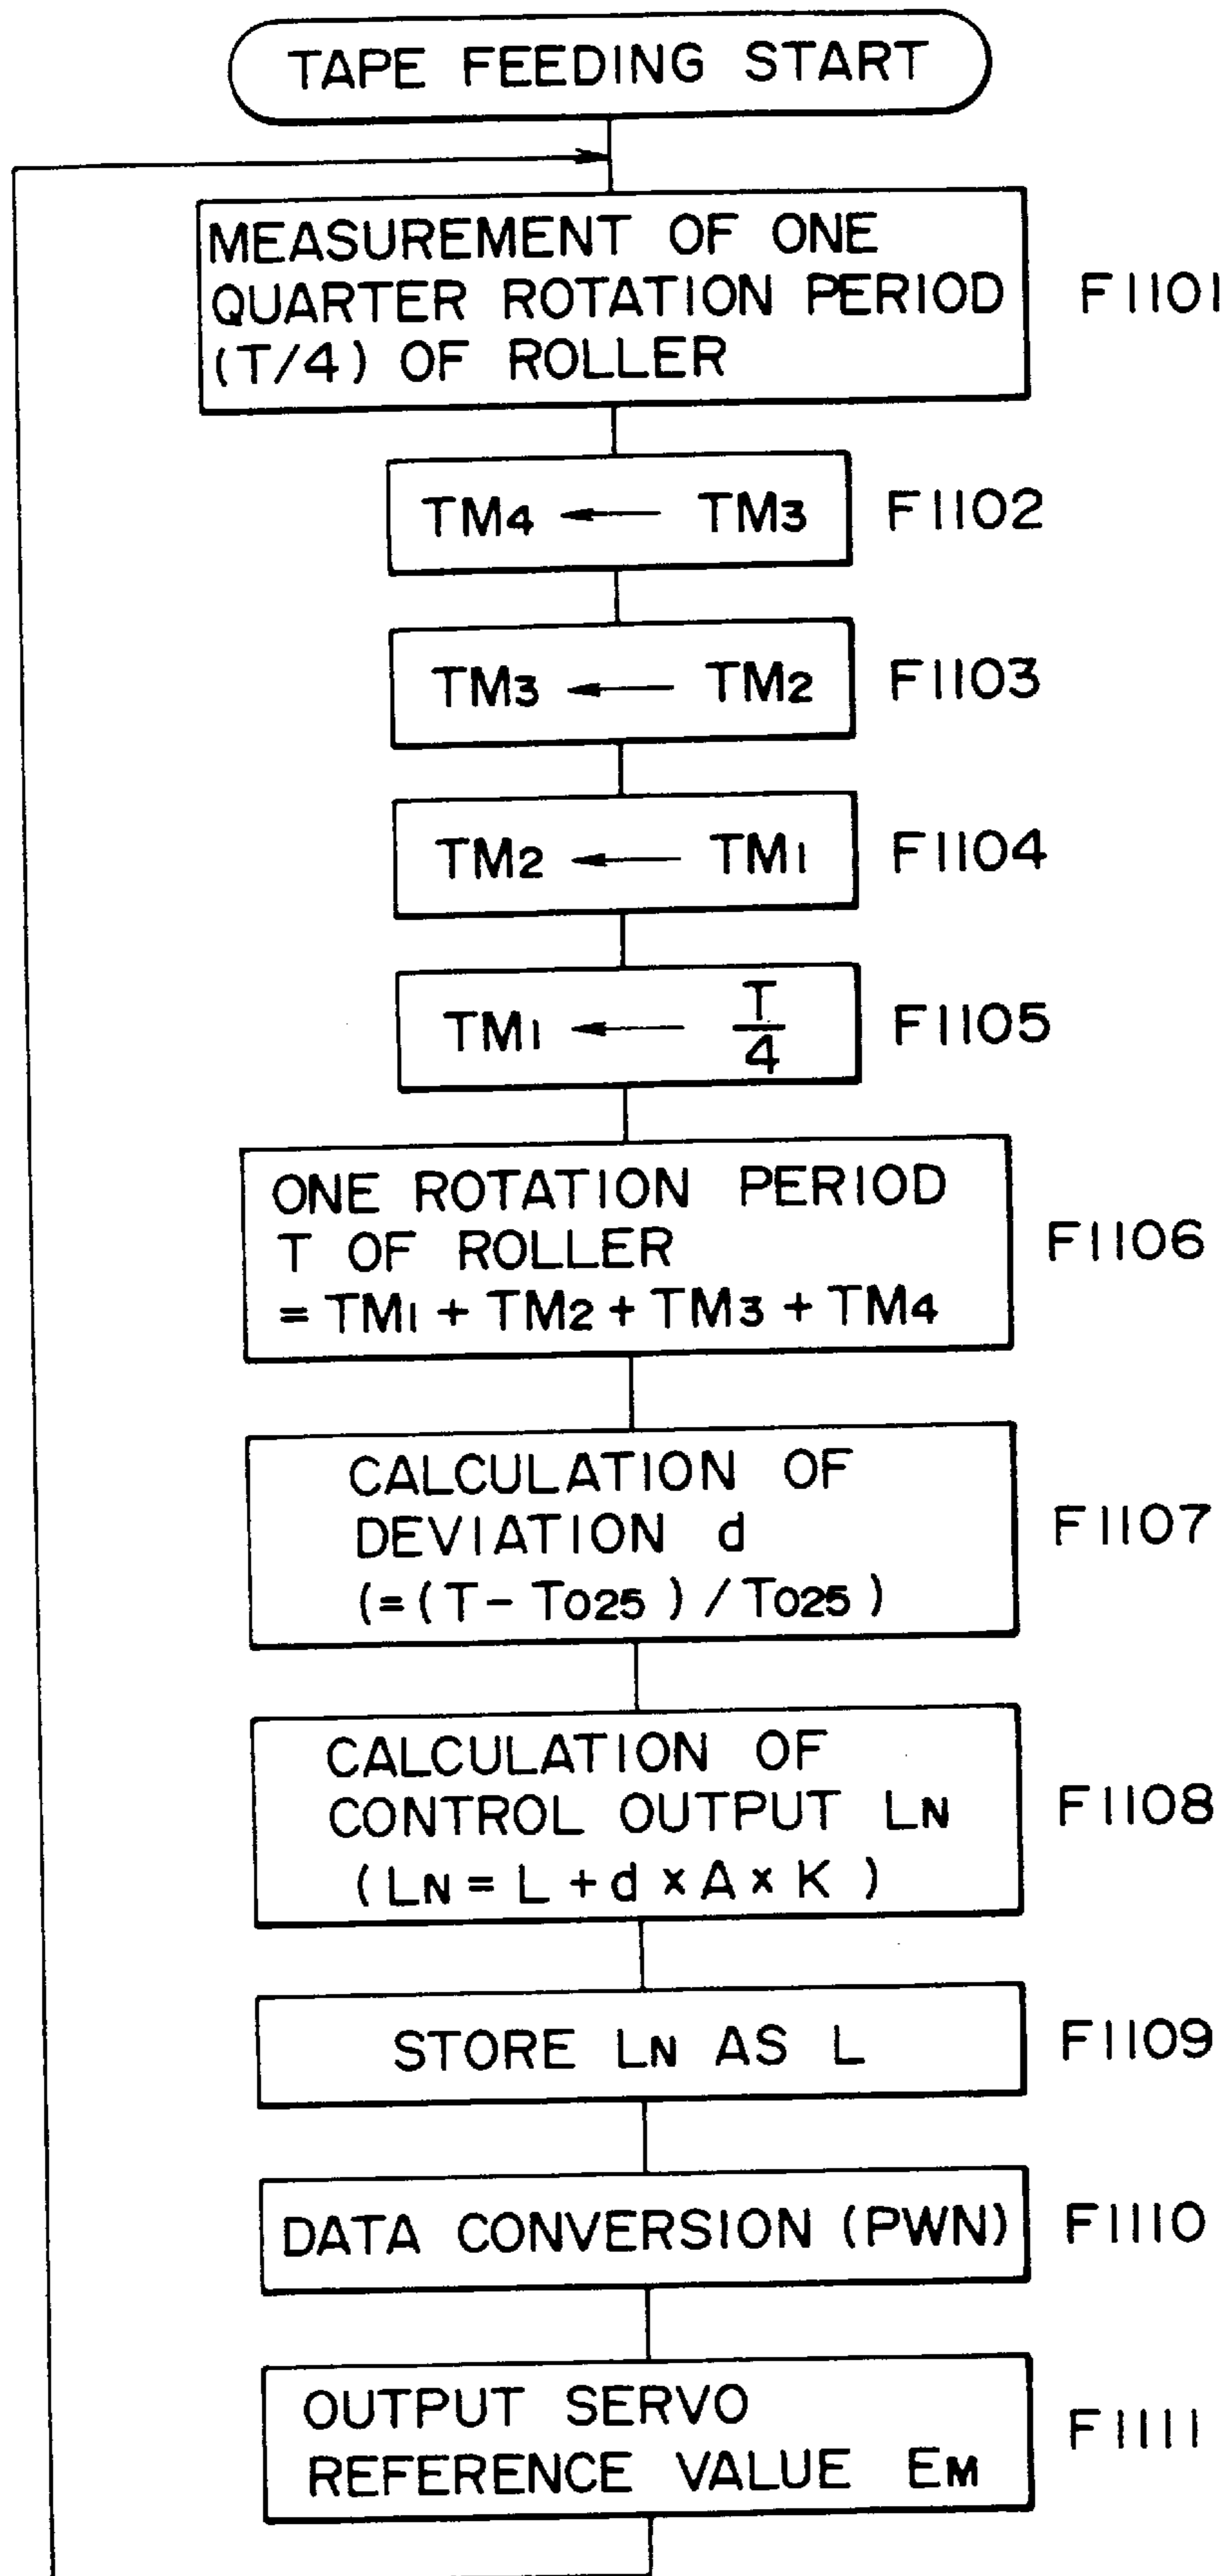 TAPE FEEDING START
MEASUREMENT OF ONE
QUARTER ROTATION PERIOD
(T/4) OF ROLLER
F1101
TM4 ← TM3
F1102
TM3 ← TM2
F1103
TM2 ← TM1
F1104
TM1 ← T/4
F1105
ONE ROTATION PERIOD
T OF ROLLER
= TM1 + TM2 + TM3 + TM4
F1106
CALCULATION OF
DEVIATION d
(=(T - T025) / T025)
F1107
CALCULATION OF
CONTROL OUTPUT LN
(LN = L + d × A × K)
F1108
STORE LN AS L
F1109
DATA CONVERSION (PWN)
F1110
OUTPUT SERVO
REFERENCE VALUE EM
F1111